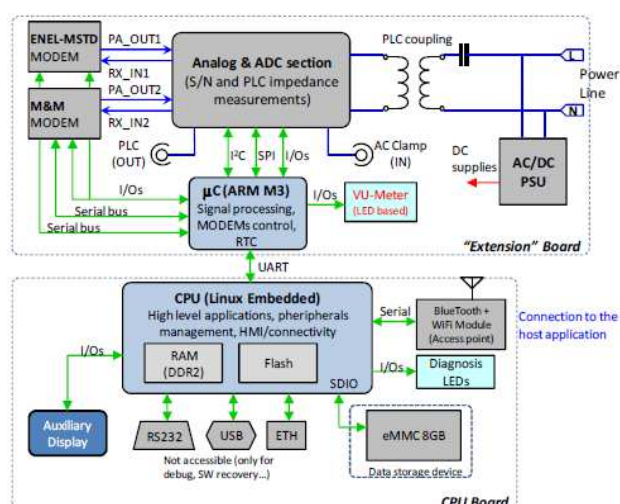 ENEL-MSTD
MODEM
PA_OUT1
RX_IN1
M&M
MODEM
PA_OUT2
RX_IN2
Analog & ADC section
(S/N and PLC impedance
measurements)
PLC coupling
L
Power
Line
N
PLC
(OUT)
I²C
SPI
I/Os
AC Clamp
(IN)
DC
supplies
AC/DC
PSU
I/Os
Serial bus
Serial bus
µC (ARM M3)
Signal processing,
MODEMs control,
RTC
I/Os
VU-Meter
(LED based)
"Extension" Board
UART
CPU (Linux Embedded)
High level applications, pheripherals
management, HMI/connectivity
RAM
(DDR2)
Flash
SDIO
Serial
BlueTooth +
WiFi Module
(Access point)
Connection to the
host application
I/Os
Diagnosis
LEDs
I/Os
Auxiliary
Display
RS232
USB
ETH
Not accessible (only for
debug, SW recovery...)
eMMC 8GB
Data storage device
CPU Board